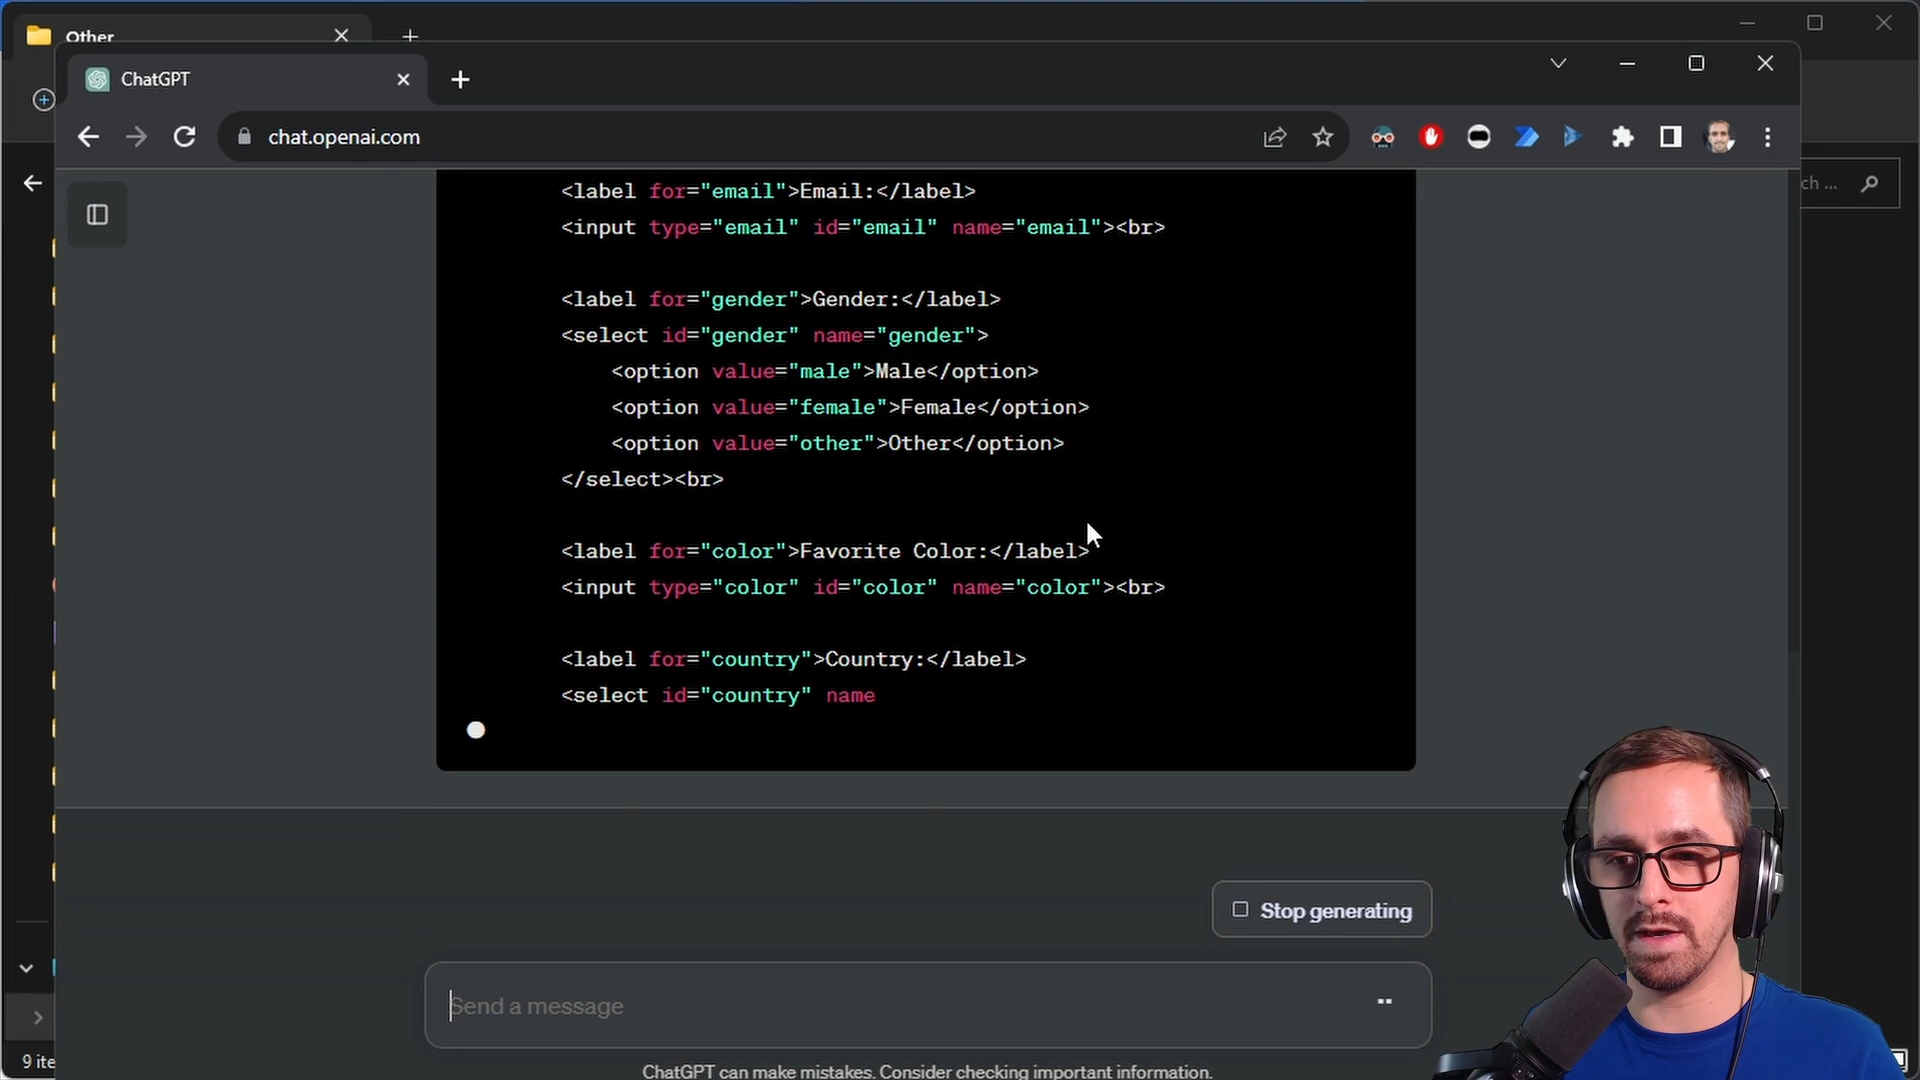 Other
ChatGPT
chat.openai.com
ch ...
<label for="email">Email:</label>
<input type="email" id="email" name="email"><br>
<label for="gender">Gender:</label>
<select id="gender" name="gender">
<option value="male">Male</option>
<option value="female">Female</option>
<option value="other">Other</option>
</select><br>
<label for="color">Favorite Color:</label>
<input type="color" id="color" name="color"><br>
<label for="country">Country:</label>
<select id="country" name
Stop generating
Send a message
9 ite
ChatGPT can make mistakes. Consider checking important information.